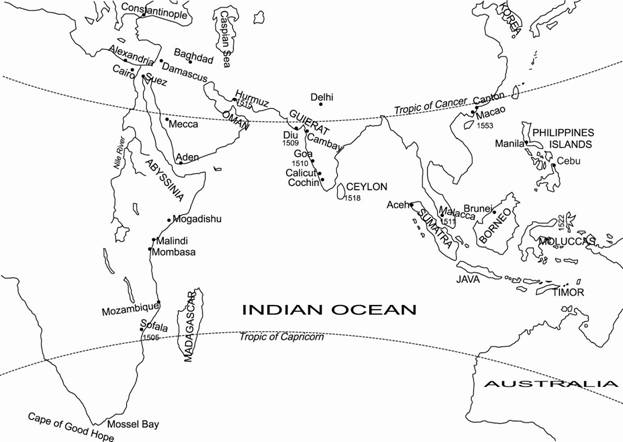 Constantinople
Caspian Sea
KOREA
Alexandria
Baghdad
Cairo
Suez
Damascus
Hurmuz
1515
Delhi
Tropic of Cancer
Canton
Macao
1553
OMAN
GUJERAT
Mecca
Diu
1509
Cambay
PHILIPPINES
ISLANDS
Manila
Nile River
Goa
1510
Aden
Calicut
Cochin
Cebu
ABYSSINIA
CEYLON
1518
Aceh
Malacca
1511
Brunei
BORNEO
1522
MOLUCCAS
Mogadishu
SUMATRA
Malindi
Mombasa
JAVA
TIMOR
Mozambique
MADAGASCAR
INDIAN OCEAN
Sofala
1505
Tropic of Capricorn
AUSTRALIA
Cape of Good Hope
Mossel Bay